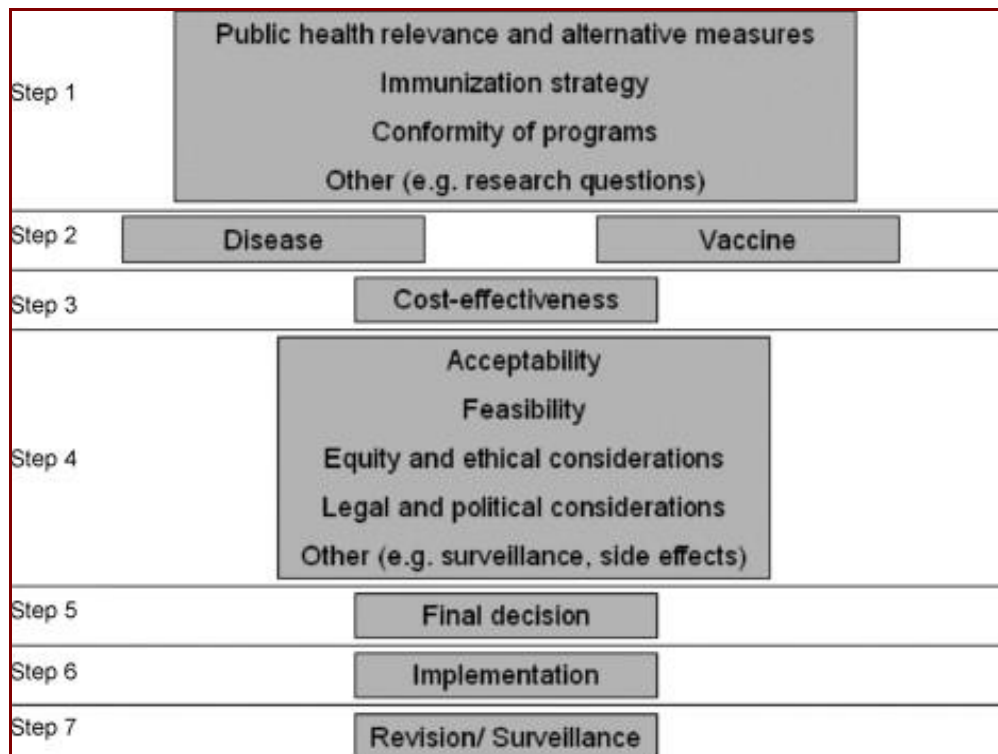 Step 1
Public health relevance and alternative measures
Immunization strategy
Conformity of programs
Other (e.g. research questions)
Step 2
Disease
Vaccine
Step 3
Cost-effectiveness
Step 4
Acceptability
Feasibility
Equity and ethical considerations
Legal and political considerations
Other (e.g. surveillance, side effects)
Step 5
Final decision
Step 6
Implementation
Step 7
Revision/ Surveillance